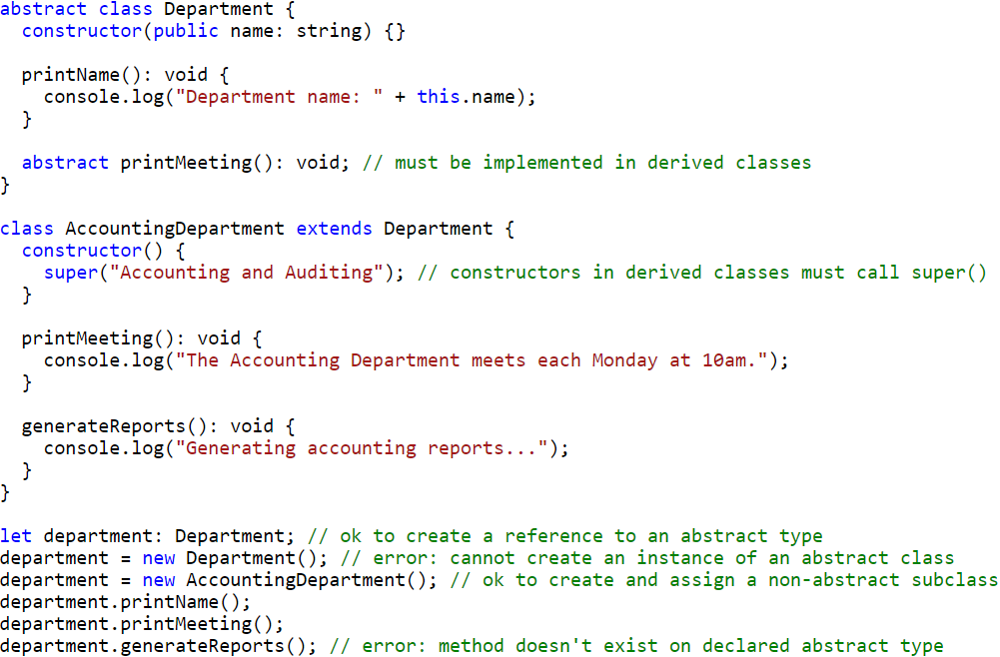 abstract class Department {
  constructor(public name: string) {}

  printName(): void {
    console.log("Department name: " + this.name);
  }

  abstract printMeeting(): void; // must be implemented in derived classes
}

class AccountingDepartment extends Department {
  constructor() {
    super("Accounting and Auditing"); // constructors in derived classes must call super()
  }

  printMeeting(): void {
    console.log("The Accounting Department meets each Monday at 10am.");
  }

  generateReports(): void {
    console.log("Generating accounting reports...");
  }
}

let department: Department; // ok to create a reference to an abstract type
department = new Department(); // error: cannot create an instance of an abstract class
department = new AccountingDepartment(); // ok to create and assign a non-abstract subclass
department.printName();
department.printMeeting();
department.generateReports(); // error: method doesn't exist on declared abstract type